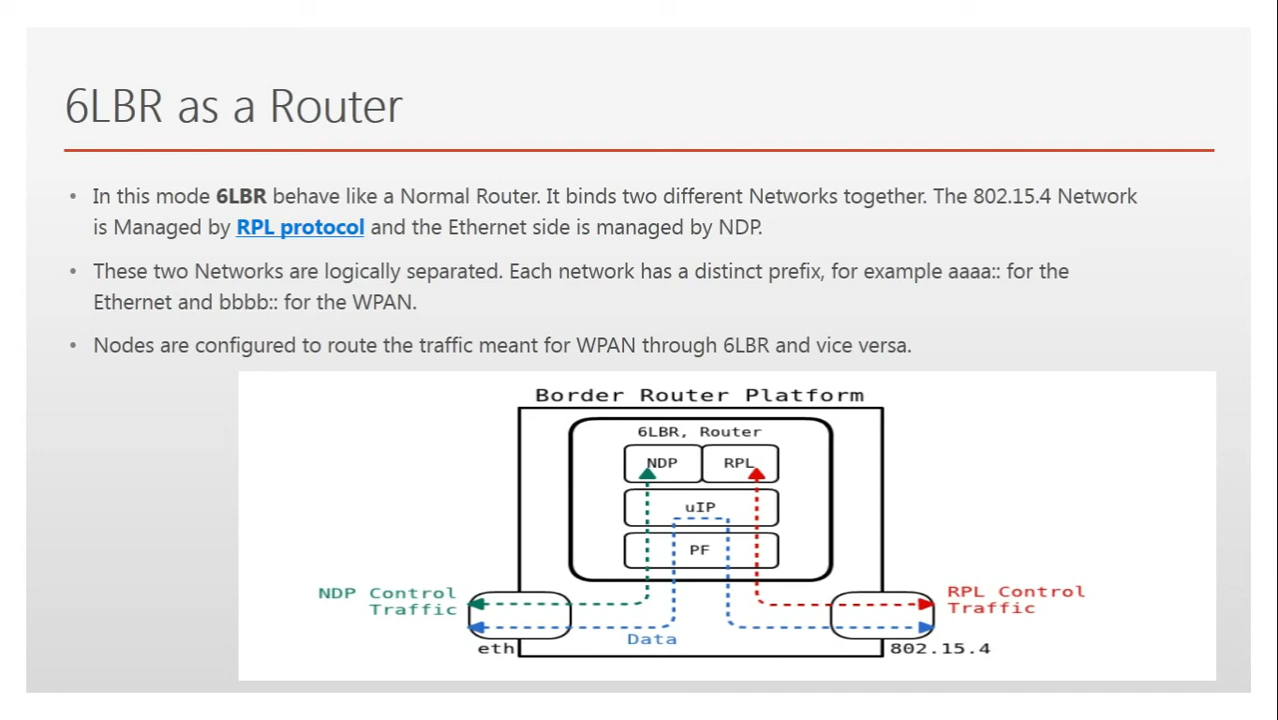 6LBR as a Router
• In this mode 6LBR behave like a Normal Router. It binds two different Networks together. The 802.15.4 Network
is Managed by RPL protocol and the Ethernet side is managed by NDP.
• These two Networks are logically separated. Each network has a distinct prefix, for example aaaa:: for the
Ethernet and bbbb:: for the WPAN.
• Nodes are configured to route the traffic meant for WPAN through 6LBR and vice versa.
Border Router Platform
6LBR, Router
NDP RPL
uIP
PF
NDP Control
Traffic
RPL Control
Traffic
Data
eth
802.15.4